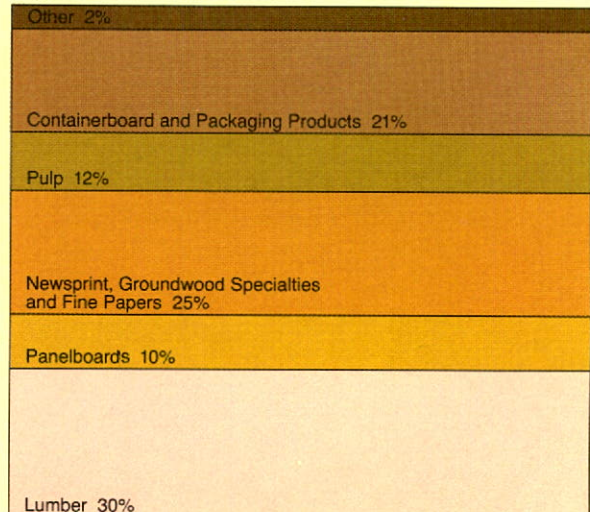 Other 2%
Containerboard and Packaging Products 21%
Pulp 12%
Newsprint, Groundwood Specialties
and Fine Papers 25%
Panelboards 10%
Lumber 30%